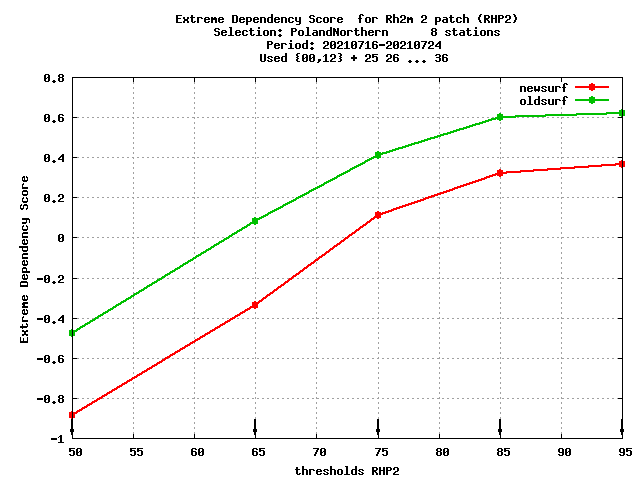 Extreme Dependency Score  for Rh2m 2 patch (RHP2)
Selection: PolandNorthern      8 stations
Period: 20210716-20210724
Used {00,12} + 25 26 ... 36
newsurf
oldsurf
Extreme Dependency Score
0.8
0.6
0.4
0.2
0
-0.2
-0.4
-0.6
-0.8
-1
50 55 60 65 70 75 80 85 90 95
thresholds RHP2